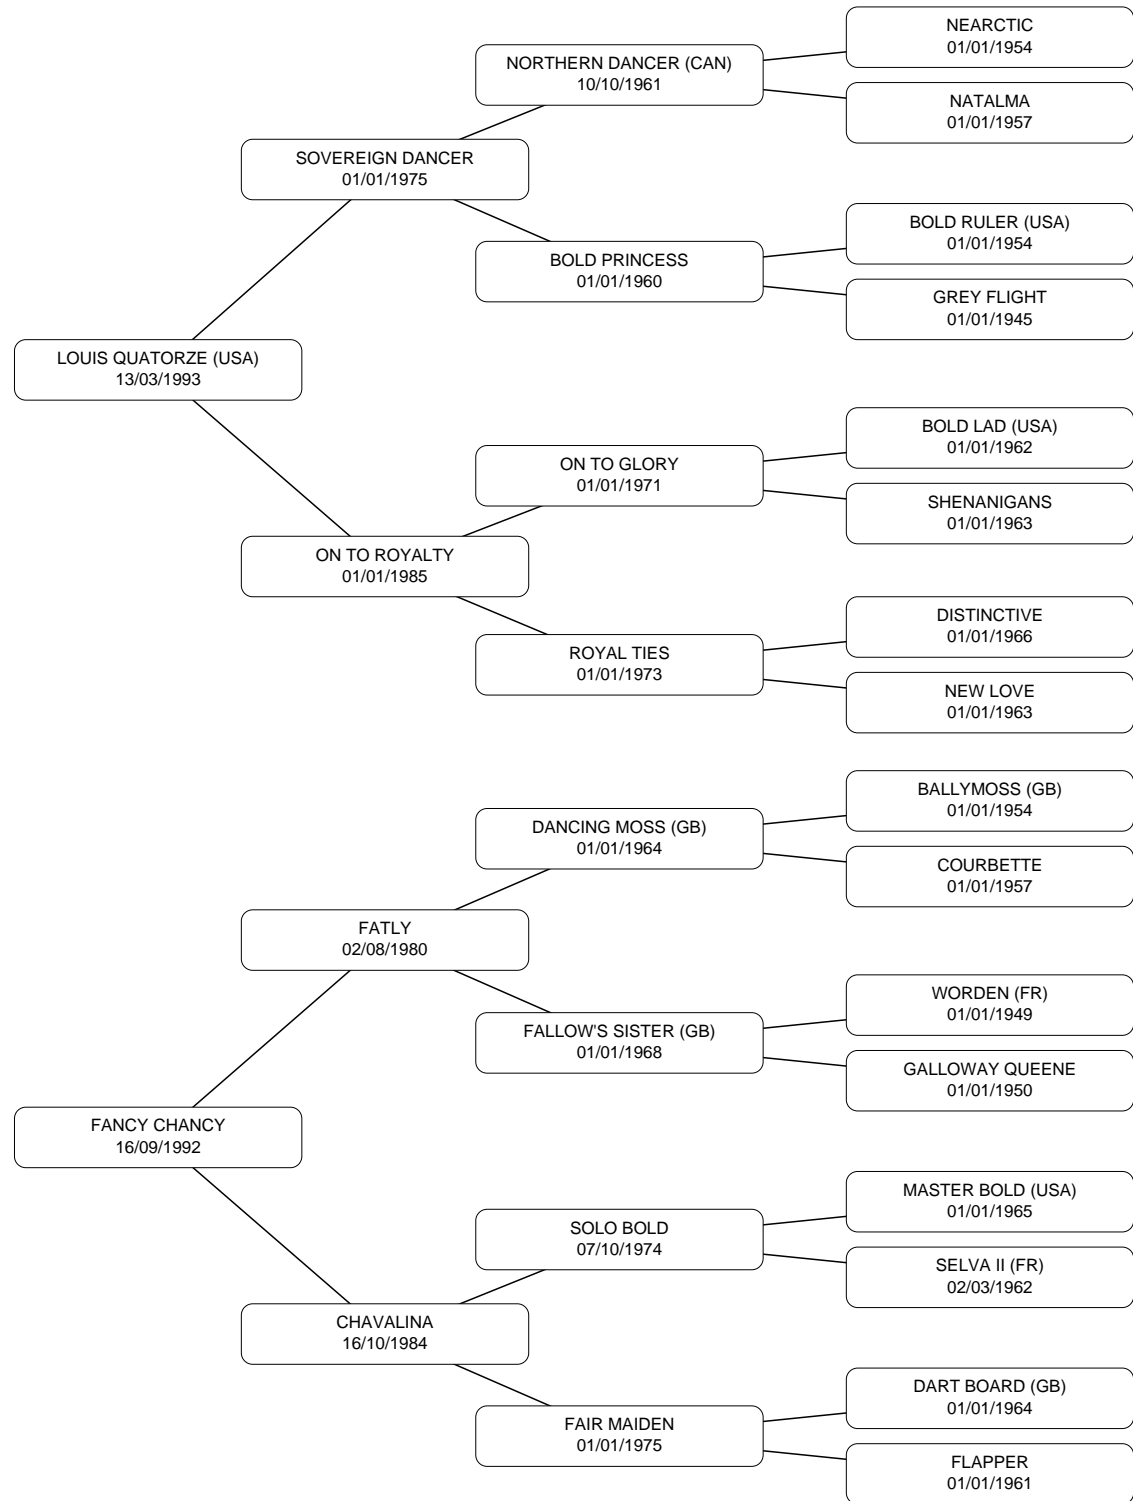 NEARCTIC
01/01/1954
NORTHERN DANCER (CAN)
10/10/1961
NATALMA
01/01/1957
SOVEREIGN DANCER
01/01/1975
BOLD RULER (USA)
01/01/1954
BOLD PRINCESS
01/01/1960
GREY FLIGHT
01/01/1945
LOUIS QUATORZE (USA)
13/03/1993
BOLD LAD (USA)
01/01/1962
ON TO GLORY
01/01/1971
SHENANIGANS
01/01/1963
ON TO ROYALTY
01/01/1985
DISTINCTIVE
01/01/1966
ROYAL TIES
01/01/1973
NEW LOVE
01/01/1963
BALLYMOSS (GB)
01/01/1954
DANCING MOSS (GB)
01/01/1964
COURBETTE
01/01/1957
FATLY
02/08/1980
WORDEN (FR)
01/01/1949
FALLOW'S SISTER (GB)
01/01/1968
GALLOWAY QUEENE
01/01/1950
FANCY CHANCY
16/09/1992
MASTER BOLD (USA)
01/01/1965
SOLO BOLD
07/10/1974
SELVA II (FR)
02/03/1962
CHAVALINA
16/10/1984
DART BOARD (GB)
01/01/1964
FAIR MAIDEN
01/01/1975
FLAPPER
01/01/1961